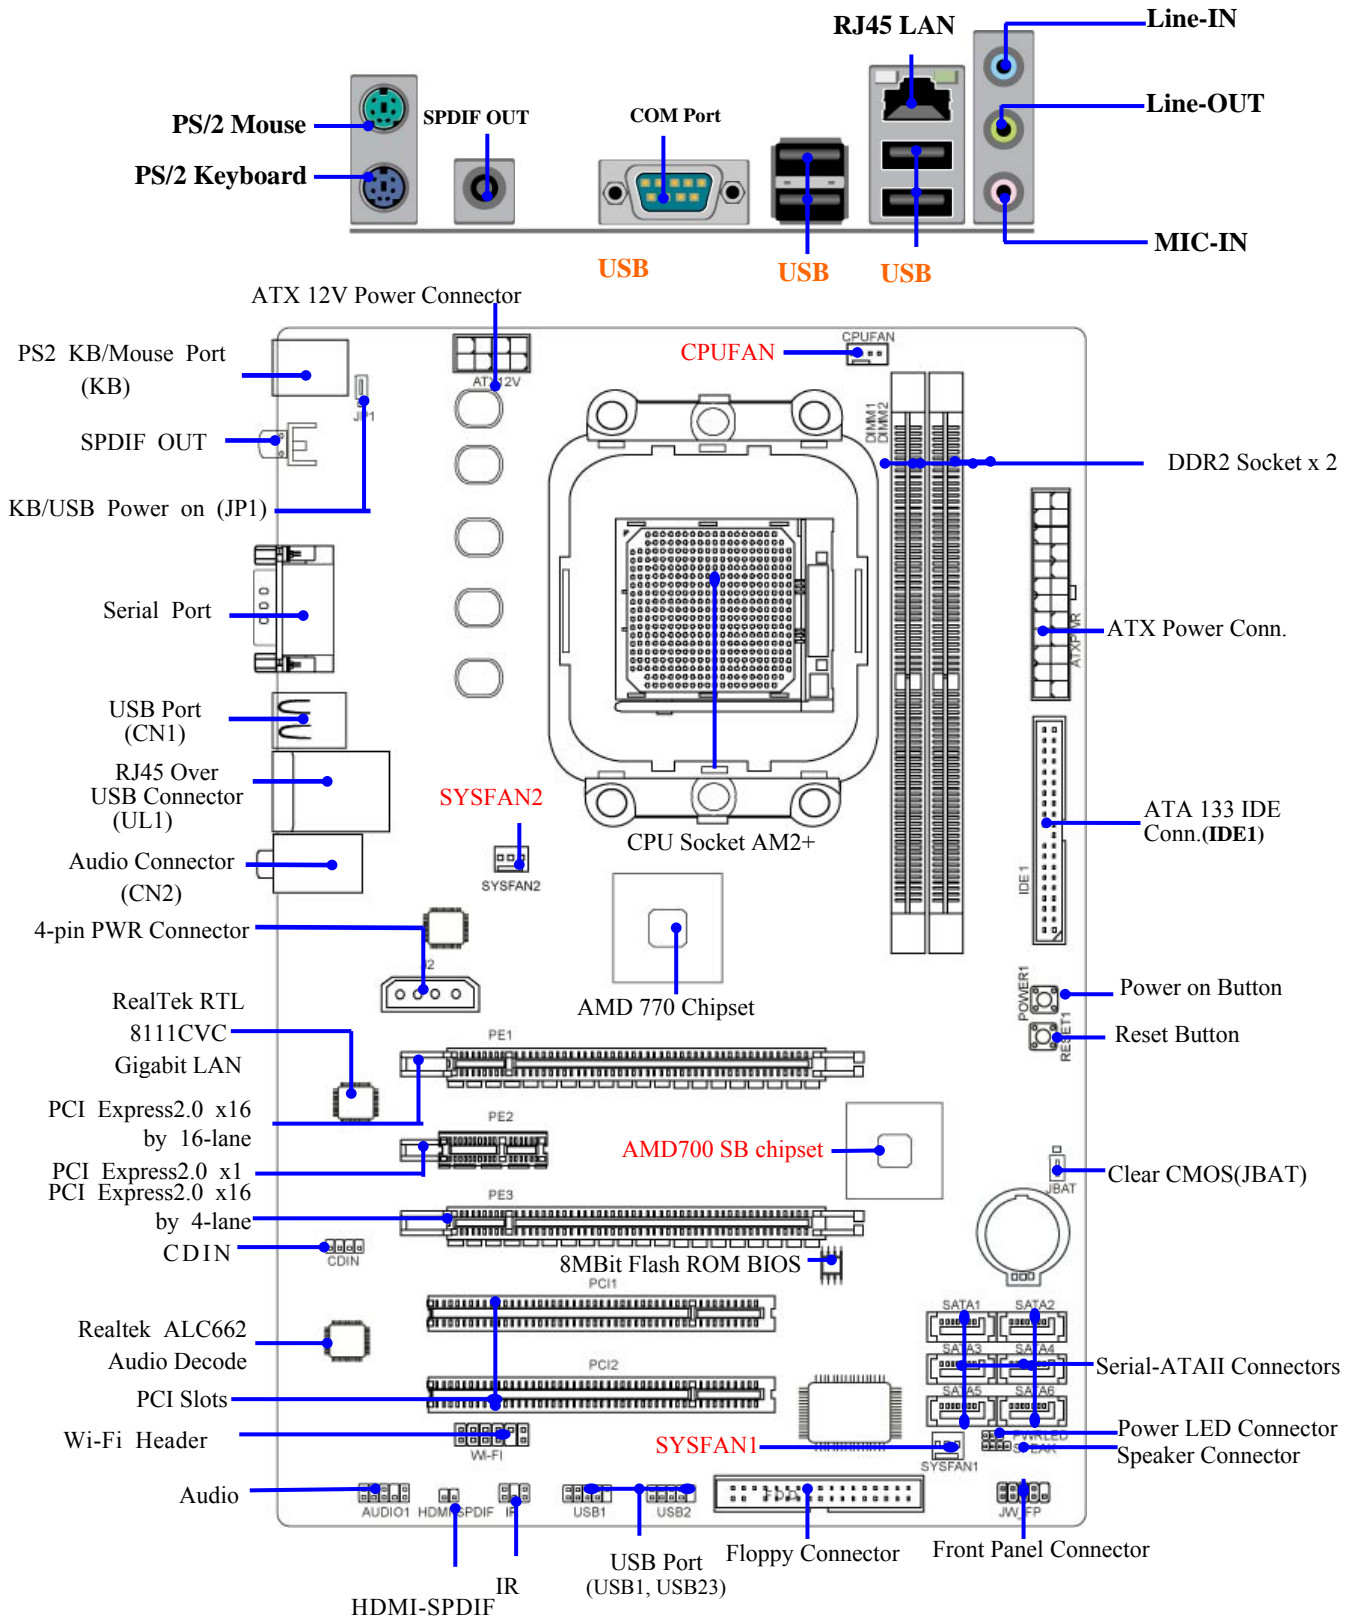 Line-IN
RJ45 LAN
Line-OUT
PS/2 Mouse
SPDIF OUT
COM Port
PS/2 Keyboard
MIC-IN
USB
USB
USB
ATX 12V Power Connector
PS2 KB/Mouse Port
(KB)
CPUFAN
CPUFAN
ATX12V
JP1
DIMM1
DIMM2
SPDIF OUT
DDR2 Socket x 2
KB/USB Power on (JP1)
Serial Port
ATX Power Conn.
ATXPWR
USB Port
(CN1)
RJ45 Over
USB Connector
(UL1)
SYSFAN2
ATA 133 IDE
Conn.(IDE1)
CPU Socket AM2+
Audio Connector
(CN2)
SYSFAN2
IDE1
4-pin PWR Connector
J2
RealTek RTL
8111CVC
Gigabit LAN
AMD 770 Chipset
POWER1
Power on Button
RESET1
Reset Button
PE1
PCI Express2.0 x16
by 16-lane
PE2
AMD700 SB chipset
PCI Express2.0 x1
Clear CMOS(JBAT)
JBAT
PCI Express2.0 x16
by 4-lane
PE3
CDIN
CDIN
8MBit Flash ROM BIOS
PCI1
SATA1
SATA2
Realtek ALC662
Audio Decode
SATA3
SATA4
Serial-ATAII Connectors
PCI2
PCI Slots
SATA5
SATA6
Power LED Connector
PWRLED
Wi-Fi Header
WI-FI
SYSFAN1
SYSFAN1
SPEAK
Speaker Connector
Audio
AUDIO1
HDMI-SPDIF
IR
USB1
USB2
FDD
JW_FP
USB Port
(USB1, USB23)
Floppy Connector
Front Panel Connector
IR
HDMI-SPDIF